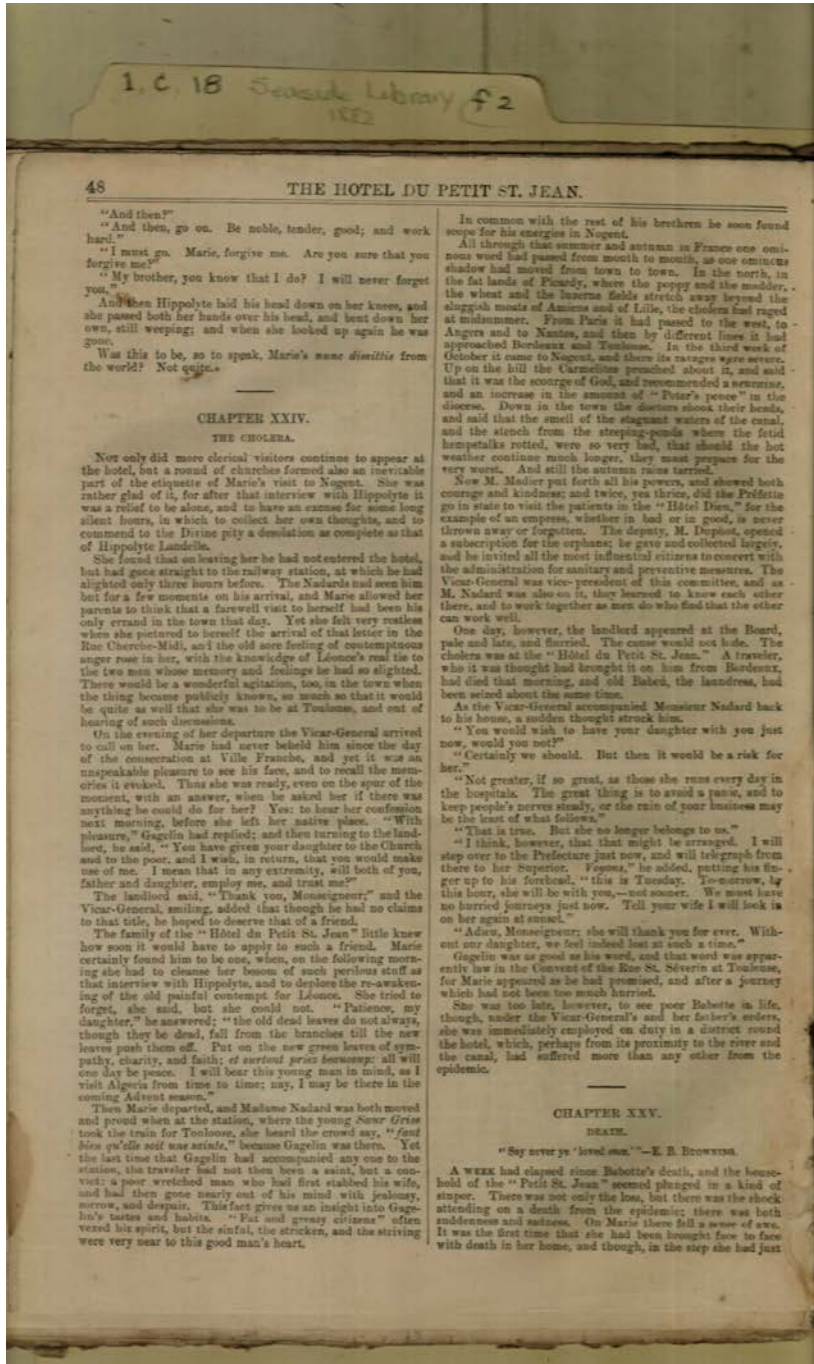 1. C. 18 Seaside Library f 2
1882
48
THE HOTEL DU PETIT ST. JEAN.
"And then?"
"And then, go on. Be noble, tender, good; and work
hard."
"I must go. Marie, forgive me. Are you sure that you
forgive me?"
"My brother, you know that I do? I will never forget
you."
And then Hippolyte laid his head down on her knees, and
she passed both her hands over his head, and bent down her
own, still weeping; and when she looked up again he was
gone.
Was this to be, so to speak, Marie's nunc dimittis from
the world? Not quite.
CHAPTER XXIV.
THE CHOLERA.
Not only did more clerical visitors continue to appear at
the hotel, but a round of churches formed also an inevitable
part of the etiquette of Marie's visit to Nogent. She was
rather glad of it, for after that interview with Hippolyte it
was a relief to be alone, and to have an excuse for some long
silent hours, in which to collect her own thoughts, and to
commend to the Divine pity a desolation as complete as that
of Hippolyte Landelle.
She found that on leaving her he had not entered the hotel,
but had gone straight to the railway station, at which he had
alighted only three hours before. The Nadards had seen him
but for a few moments on his arrival, and Marie allowed her
parents to think that a farewell visit to herself had been his
only errand in the town that day. Yet she felt very restless
when she pictured to herself the arrival of that letter in the
Rue Cherche-Midi, and the old sore feeling of contemptuous
anger rose in her, with the knowledge of Léonce's real tie to
the two men whose memory and feelings he had so slighted.
There would be a wonderful agitation, too, in the town when
the thing became publicly known, so much so that it would
be quite as well that she was to be at Toulouse, and out of
hearing of such discussions.
On the evening of her departure the Vicar-General arrived
to call on her. Marie had never beheld him since the day
of the consecration at Ville Franche, and yet it was an
unspeakable pleasure to see his face, and to recall the mem-
ories it evoked. Thus she was ready, even on the spur of the
moment, with an answer, when he asked her if there was
anything he could do for her? Yes: to hear her confession
next morning, before she left her native place. "With
pleasure," Gagelin had replied; and then turning to the land-
lord, he said, "You have given your daughter to the Church
and to the poor, and I wish, in return, that you would make
use of me. I mean that in any extremity, will both of you,
father and daughter, employ me, and trust me?"
The landlord said, "Thank you, Monseigneur;" and the
Vicar-General, smiling, added that though he had no claims
to that title, he hoped to deserve that of a friend.
The family of the "Hôtel du Petit St. Jean" little knew
how soon it would have to apply to such a friend. Marie
certainly found him to be one, when, on the following morn-
ing she had to cleanse her bosom of such perilous stuff as
that interview with Hippolyte, and to deplore the re-awaken-
ing of the old painful contempt for Léonce. She tried to
forget, she said, but she could not. "Patience, my
daughter," he answered; "the old dead leaves do not always,
though they be dead, fall from the branches till the new
leaves push them off. Put on the new green leaves of sym-
pathy, charity, and faith; et surtout priez beaucoup: all will
one day be peace. I will bear this young man in mind, as I
visit Algeria from time to time; nay, I may be there in the
coming Advent season."
Then Marie departed, and Madame Nadard was both moved
and proud when at the station, where the young Sœur Grise
took the train for Toulouse, she heard the crowd say, "faut
bien qu'elle soit une sainte," because Gagelin was there. Yet
the last time that Gagelin had accompanied any one to the
station, the traveler had not then been a saint, but a con-
vict: a poor wretched man who had first stabbed his wife,
and had then gone nearly out of his mind with jealousy,
sorrow, and despair. This fact gives us an insight into Gage-
lin's tastes and habits. "Fat and greasy citizens" often
vexed his spirit, but the sinful, the stricken, and the striving
were very near to this good man's heart.
In common with the rest of his brethren he soon found
scope for his energies in Nogent.
All through that summer and autumn in France one omi-
nous word had passed from mouth to mouth, as one ominous
shadow had moved from town to town. In the north, in
the fat lands of Picardy, where the poppy and the madder,
the wheat and the luzerne fields stretch away beyond the
sluggish moats of Amiens and of Lille, the cholera had raged
at midsummer. From Paris it had passed to the west, to
Angers and to Nantes, and then by different lines it had
approached Bordeaux and Toulouse. In the third week of
October it came to Nogent, and there its ravages were severe.
Up on the hill the Carmelites preached about it, and said
that it was the scourge of God, and recommended a neuvaine,
and an increase in the amount of "Peter's pence" in the
diocese. Down in the town the doctors shook their heads,
and said that the smell of the stagnant waters of the canal,
and the stench from the steeping-ponds where the fetid
hempstalks rotted, were so very bad, that should the hot
weather continue much longer, they must prepare for the
very worst. And still the autumn rains tarried.
Now M. Madier put forth all his powers, and showed both
courage and kindness; and twice, yea thrice, did the Préfette
go in state to visit the patients in the "Hôtel Dieu," for the
example of an empress, whether in bad or in good, is never
thrown away or forgotten. The deputy, M. Duphot, opened
a subscription for the orphans; he gave and collected largely,
and he invited all the most influential citizens to concert with
the administration for sanitary and preventive measures. The
Vicar-General was vice-president of this committee, and as
M. Nadard was also on it, they learned to know each other
there, and to work together as men do who find that the other
can work well.
One day, however, the landlord appeared at the Board,
pale and late, and flurried. The cause would not hide. The
cholera was at the "Hôtel du Petit St. Jean." A traveler,
who it was thought had brought it on him from Bordeaux,
had died that morning, and old Babed, the laundress, had
been seized about the same time.
As the Vicar-General accompanied Monsieur Nadard back
to his house, a sudden thought struck him.
"You would wish to have your daughter with you just
now, would you not?"
"Certainly we should. But then it would be a risk for
her."
"Not greater, if so great, as those she runs every day in
the hospitals. The great thing is to avoid a panic, and to
keep people's nerves steady, or the ruin of your business may
be the least of what follows."
"That is true. But she no longer belongs to us."
"I think, however, that that might be arranged. I will
step over to the Prefecture just now, and will telegraph from
there to her Superior. Voyons," he added, putting his fin-
ger up to his forehead, "this is Tuesday. To-morrow, by
this hour, she will be with you,—not sooner. We must have
no hurried journeys just now. Tell your wife I will look in
on her again at sunset."
"Adieu, Monseigneur; she will thank you for ever. With-
out our daughter, we feel indeed lost at such a time."
Gagelin was as good as his word, and that word was appar-
ently law in the Convent of the Rue St. Séverin at Toulouse,
for Marie appeared as he had promised, and after a journey
which had not been too much hurried.
She was too late, however, to see poor Babotte in life,
though, under the Vicar-General's and her father's orders,
she was immediately employed on duty in a district round
the hotel, which, perhaps from its proximity to the river and
the canal, had suffered more than any other from the
epidemic.
CHAPTER XXV.
DEATH.
"Say never ye 'loved once.'"—E. B. BROWNING.
A WEEK had elapsed since Babotte's death, and the house-
hold of the "Petit St. Jean" seemed plunged in a kind of
stupor. There was not only the loss, but there was the shock
attending on a death from the epidemic; there was both
suddenness and sadness. On Marie there fell a sense of awe.
It was the first time that she had been brought face to face
with death in her home, and though, in the step she had just